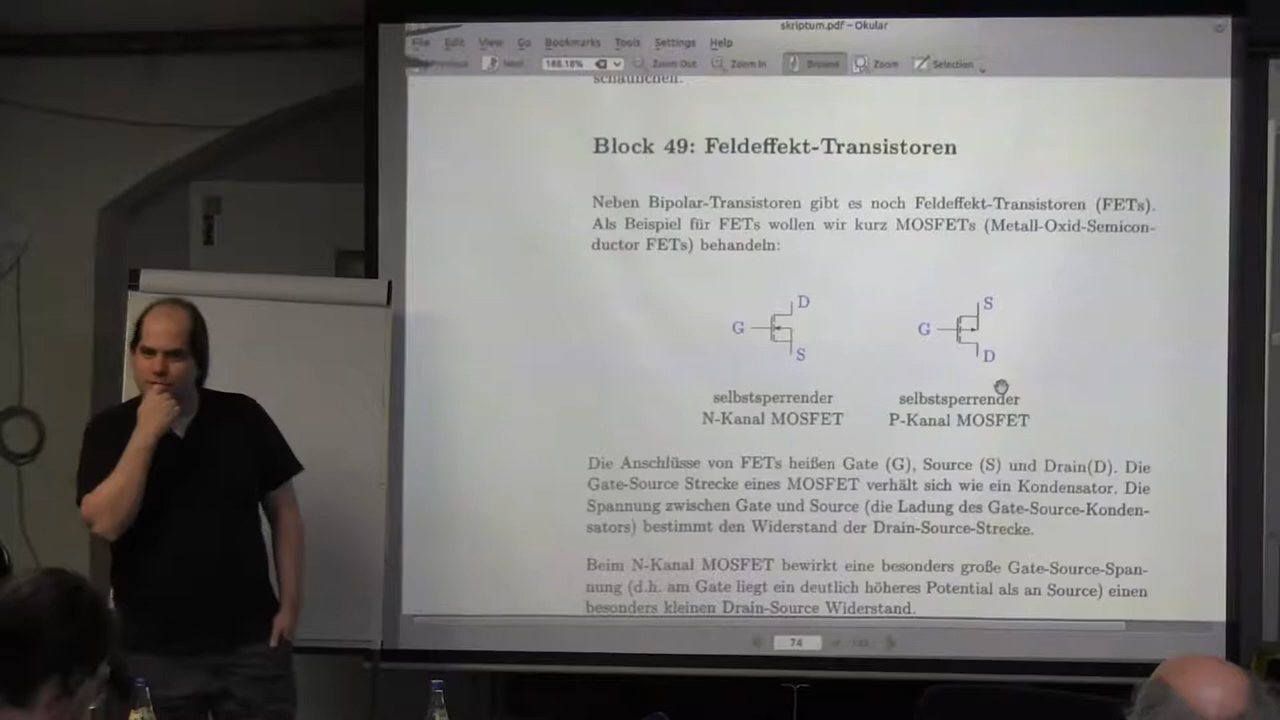 skriptum.pdf – Okular
File Edit View Go Bookmarks Tools Settings Help
Previous Next 188.18% Zoom Out Zoom In Browse Zoom Selection
schaulichen.
Block 49: Feldeffekt-Transistoren
Neben Bipolar-Transistoren gibt es noch Feldeffekt-Transistoren (FETs).
Als Beispiel für FETs wollen wir kurz MOSFETs (Metall-Oxid-Semicon-
ductor FETs) behandeln:
D S
G G
S D
selbstsperrender selbstsperrender
N-Kanal MOSFET P-Kanal MOSFET
Die Anschlüsse von FETs heißen Gate (G), Source (S) und Drain(D). Die
Gate-Source Strecke eines MOSFET verhält sich wie ein Kondensator. Die
Spannung zwischen Gate und Source (die Ladung des Gate-Source-Konden-
sators) bestimmt den Widerstand der Drain-Source-Strecke.
Beim N-Kanal MOSFET bewirkt eine besonders große Gate-Source-Span-
nung (d.h. am Gate liegt ein deutlich höheres Potential als an Source) einen
besonders kleinen Drain-Source Widerstand.
74